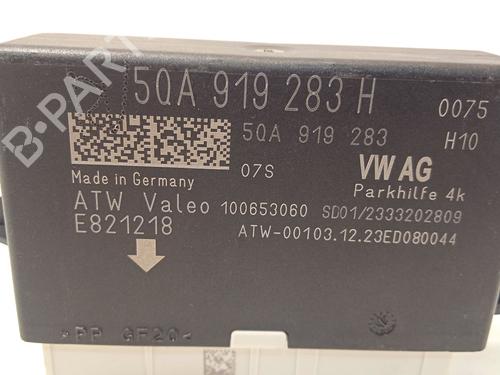 B-PART
5QA 919 283 H
0075
5QA 919 283
H10
07S
VW AG
Made in Germany
Parkhilfe 4k
ATW Valeo 100653060 SD01/2333202809
E821218 ATW-00103.12.23ED080044
>PP GF20<